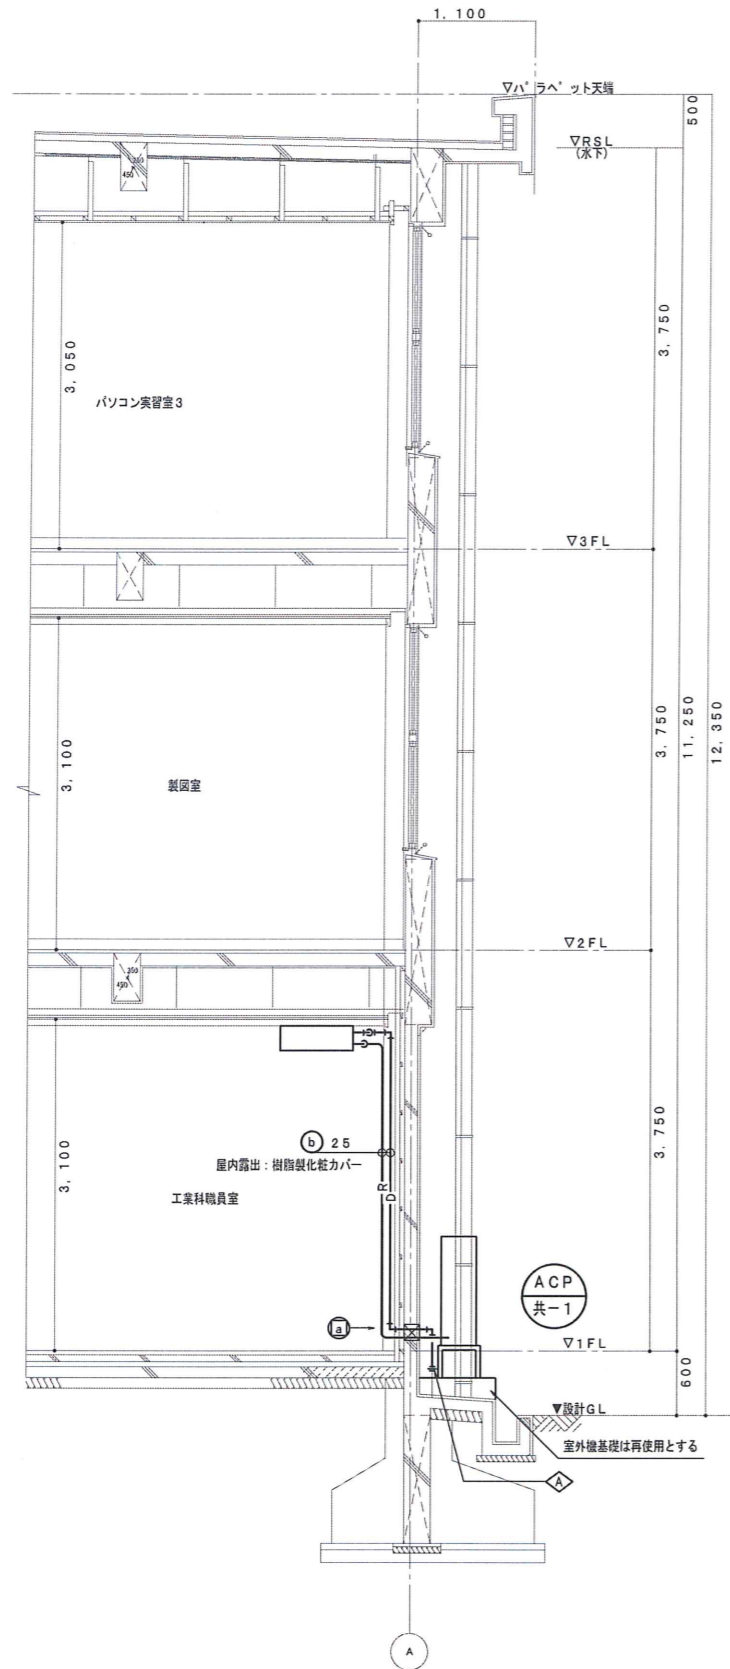 1,100
▽パラペット天端
500
▽RSL
(水下)
350
450
3,750
3,050
パソコン実習室3
▽3FL
3,750
11,250
12,350
3,100
製図室
▽2FL
350
450
b 25
屋内露出:樹脂製化粧カバー
3,100
工業科職員室
R
D
3,750
ACP
共-1
a
▽1FL
600
▼設計GL
室外機基礎は再使用とする
A
A